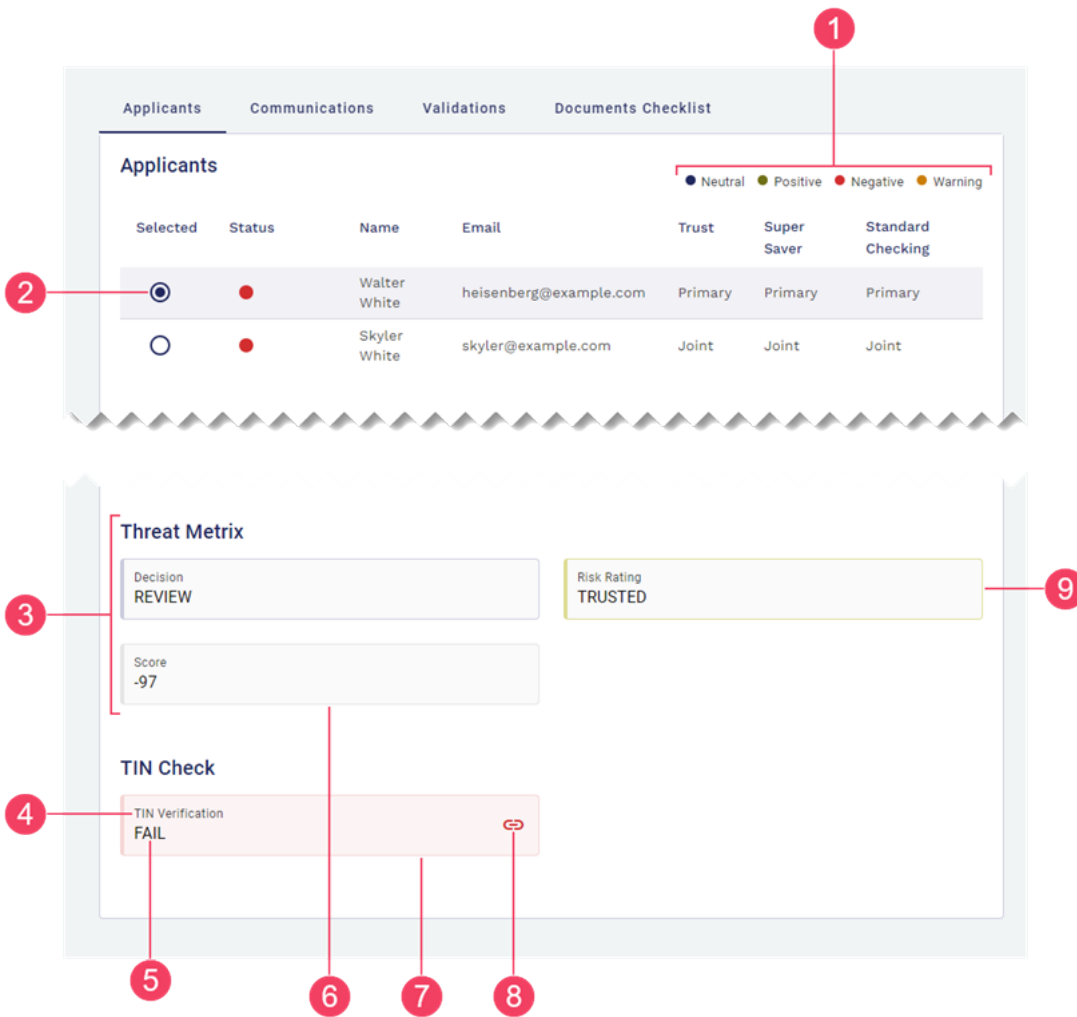 1
Applicants Communications Validations Documents Checklist
Applicants
Neutral Positive Negative Warning
Selected Status Name Email Trust Super Saver Standard Checking
2
Walter White heisenberg@example.com Primary Primary Primary
Skyler White skyler@example.com Joint Joint Joint
Threat Metrix
3
Decision
REVIEW
Risk Rating
TRUSTED
9
Score
-97
TIN Check
4
TIN Verification
FAIL
5
6
7
8